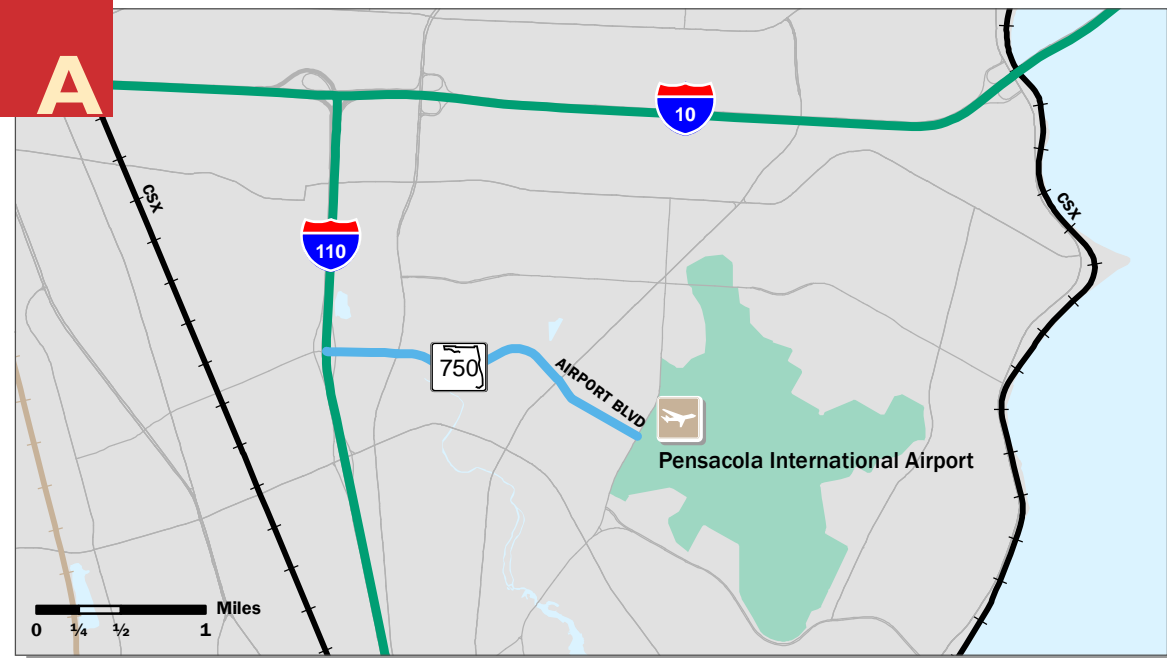 A
10
CSX
CSX
110
750
AIRPORT BLVD
Pensacola International Airport
Miles
0 ¼ ½ 1